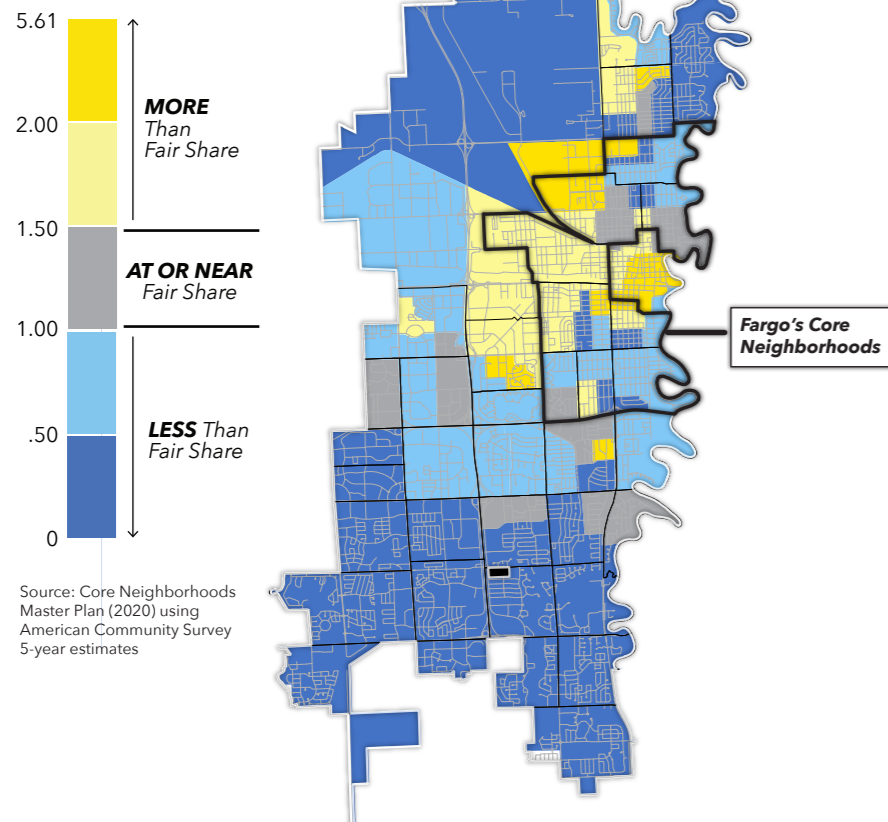 5.61
MORE
Than
Fair Share
2.00
1.50
AT OR NEAR
Fair Share
1.00
Fargo's Core
Neighborhoods
.50
LESS Than
Fair Share
0
Source: Core Neighborhoods
Master Plan (2020) using
American Community Survey
5-year estimates